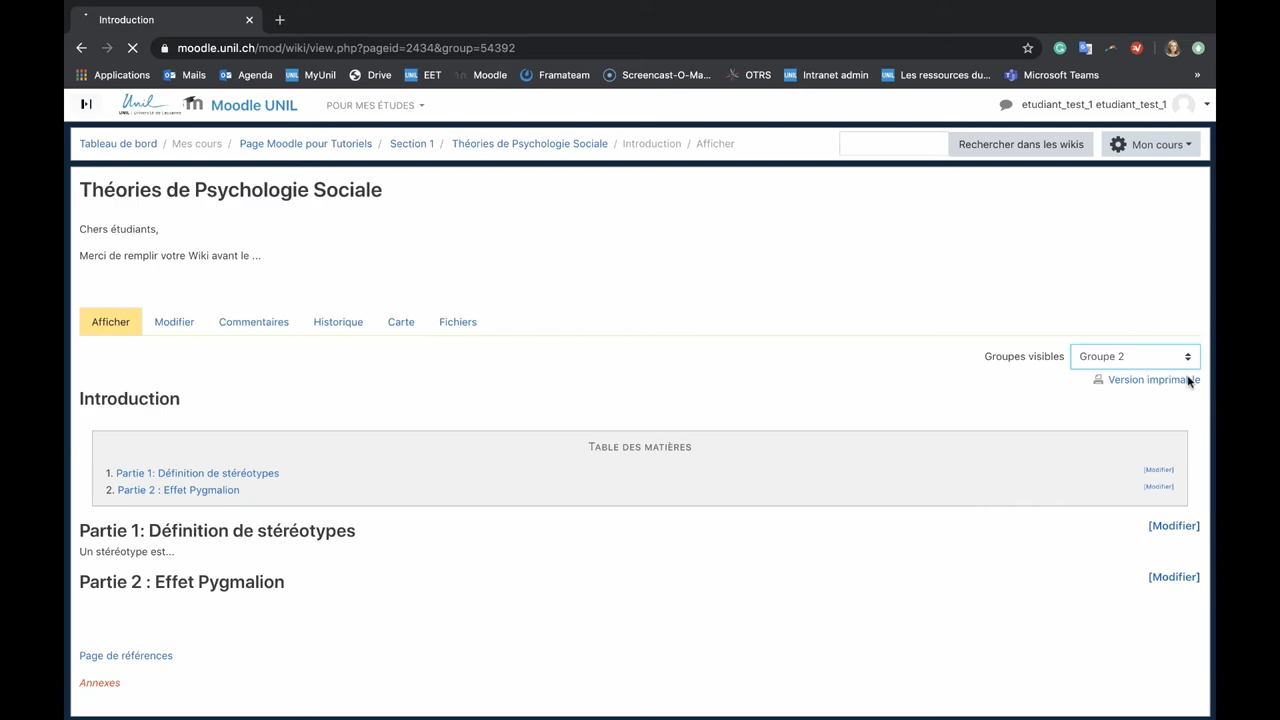 Introduction
moodle.unil.ch/mod/wiki/view.php?pageid=2434&group=54392
Applications Mails Agenda MyUnil Drive EET Moodle Framateam Screencast-O-Ma... OTRS Intranet admin Les ressources du... Microsoft Teams »
Unil
UNIL | Université de Lausanne
Moodle UNIL POUR MES ÉTUDES etudiant_test_1 etudiant_test_1
Tableau de bord / Mes cours / Page Moodle pour Tutoriels / Section 1 / Théories de Psychologie Sociale / Introduction / Afficher Rechercher dans les wikis Mon cours
Théories de Psychologie Sociale
Chers étudiants,
Merci de remplir votre Wiki avant le ...
Afficher Modifier Commentaires Historique Carte Fichiers
Groupes visibles Groupe 2
Version imprimable
Introduction
TABLE DES MATIÈRES
1. Partie 1: Définition de stéréotypes [Modifier]
2. Partie 2 : Effet Pygmalion [Modifier]
Partie 1: Définition de stéréotypes [Modifier]
Un stéréotype est...
Partie 2 : Effet Pygmalion [Modifier]
Page de références
Annexes